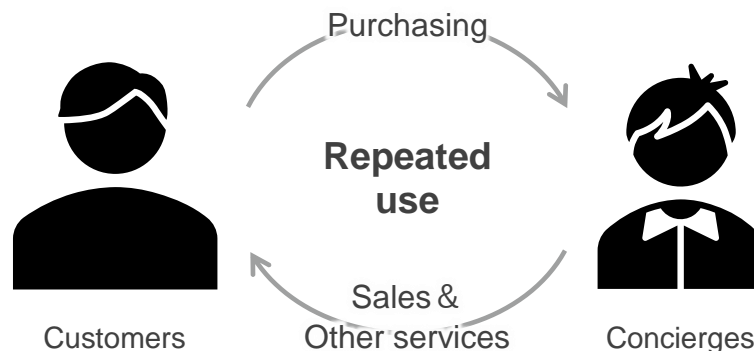 Purchasing
Repeated
use
Sales＆
Other services
Customers
Concierges